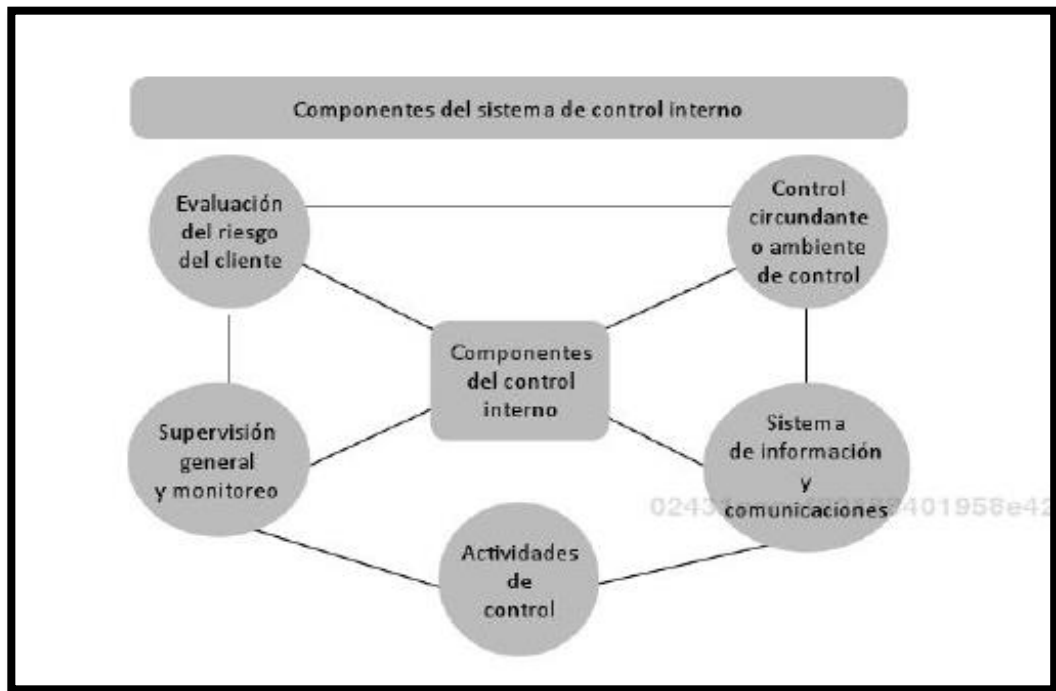 Componentes del sistema de control interno
Evaluación
del riesgo
del cliente
Control
circundante
o ambiente
de control
Componentes
del control
interno
Supervisión
general
y monitoreo
Sistema
de información
y
comunicaciones
Actividades
de
control